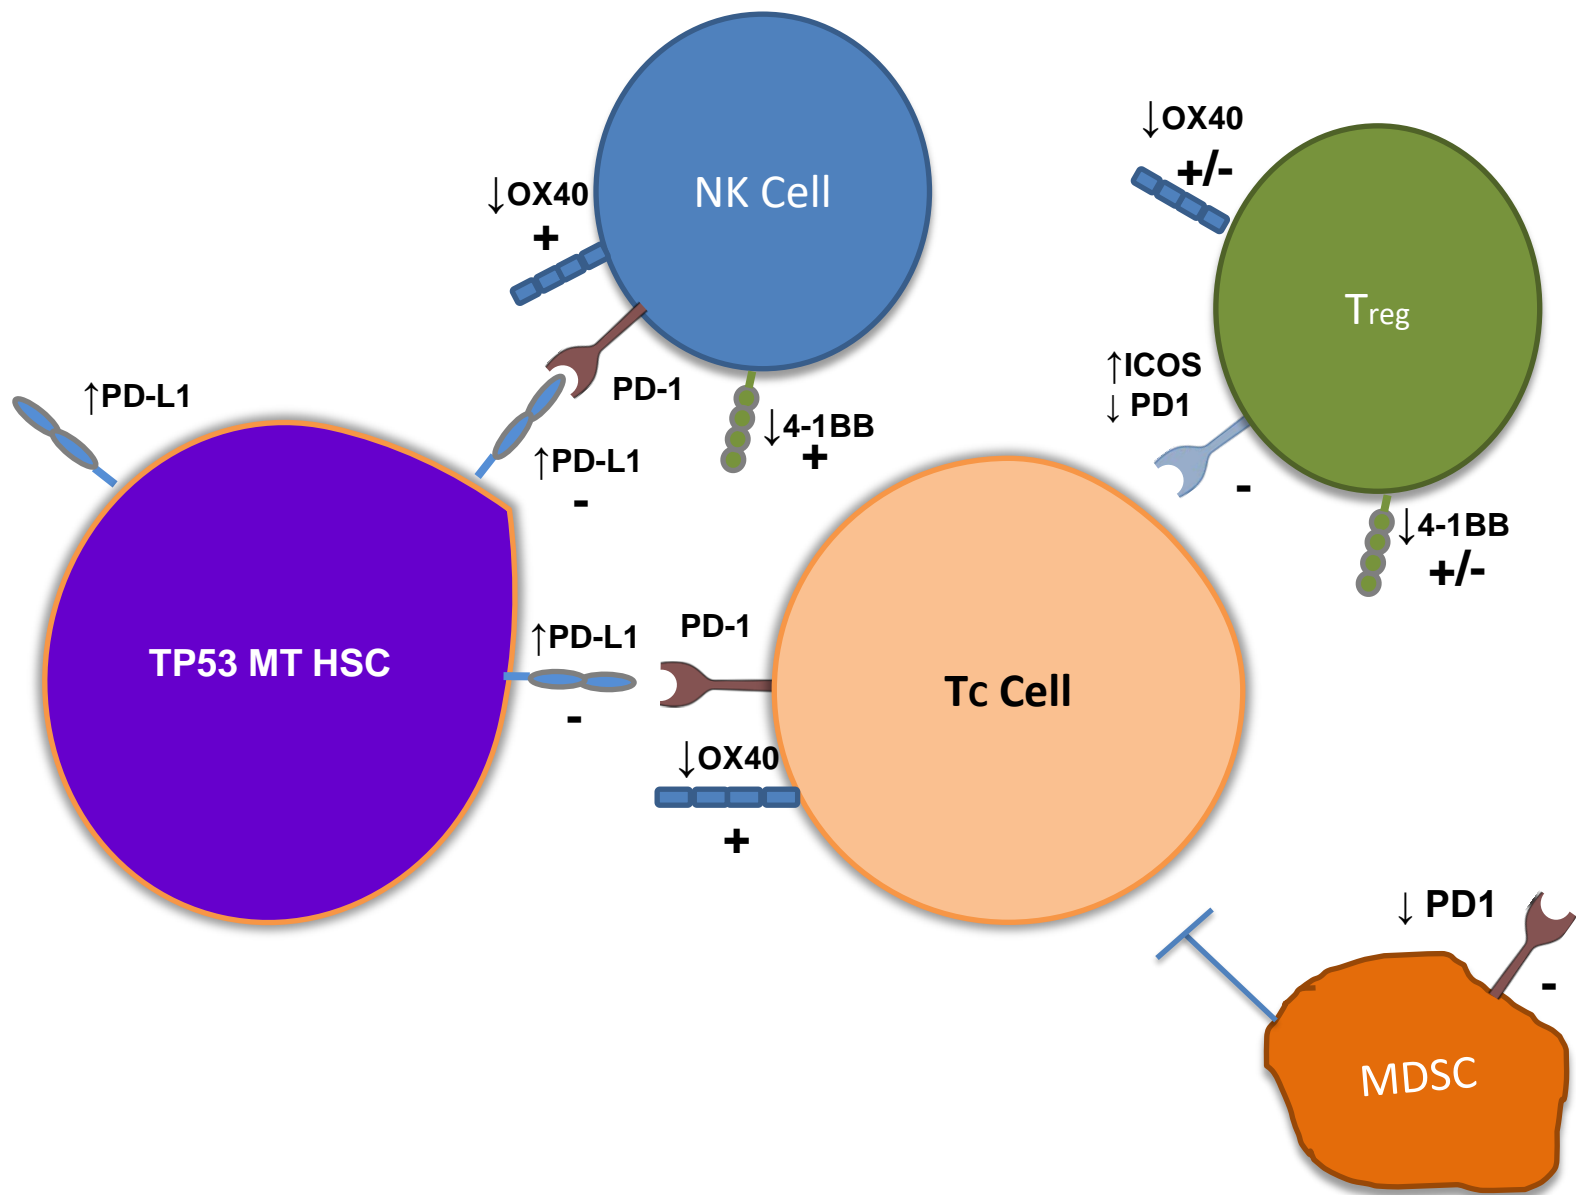 ↓OX40
+
NK Cell
↓OX40
+/-
Treg
↑PD-L1
PD-1
↑PD-L1
-
↓4-1BB
+
↑ICOS
↓ PD1
-
↓4-1BB
+/-
TP53 MT HSC
↑PD-L1
-
PD-1
Tc Cell
↓OX40
+
↓ PD1
-
-
MDSC